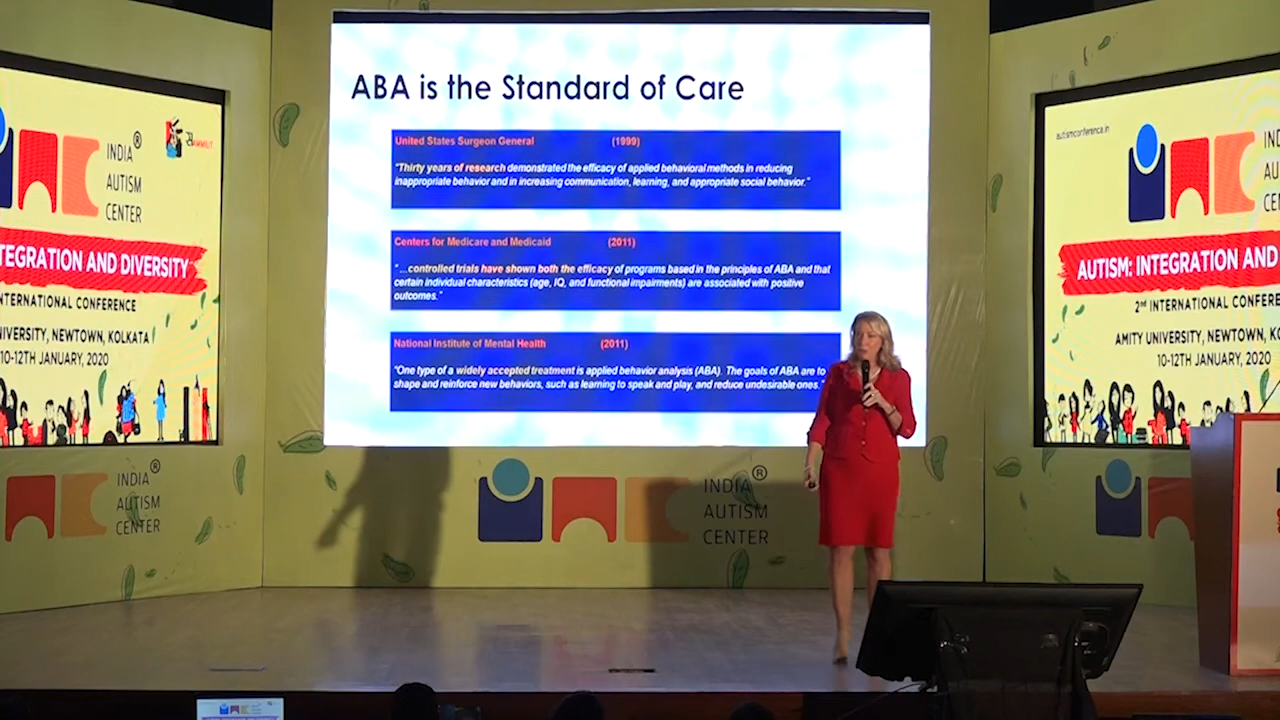 ABA is the Standard of Care
United States Surgeon General (1999)
"Thirty years of research demonstrated the efficacy of applied behavioral methods in reducing
inappropriate behavior and in increasing communication, learning, and appropriate social behavior."
Centers for Medicare and Medicaid (2011)
"...controlled trials have shown both the efficacy of programs based in the principles of ABA and that
certain individual characteristics (age, IQ, and functional impairments) are associated with positive
outcomes."
National Institute of Mental Health (2011)
"One type of a widely accepted treatment is applied behavior analysis (ABA). The goals of ABA are to
shape and reinforce new behaviors, such as learning to speak and play, and reduce undesirable ones."
INDIA®
AUTISM
CENTER
TEGRATION AND DIVERSITY
NTERNATIONAL CONFERENCE
IVERSITY, NEWTOWN, KOLKATA
10-12TH JANUARY, 2020
autismconference.in
IND
AU
CEN
AUTISM: INTEGRATION AND
2ND INTERNATIONAL CONFERE
AMITY UNIVERSITY, NEWTOWN, KO
10-12TH JANUARY, 2020
INDIA®
AUTISM
CENTER
INDIA®
AUTISM
CENTER